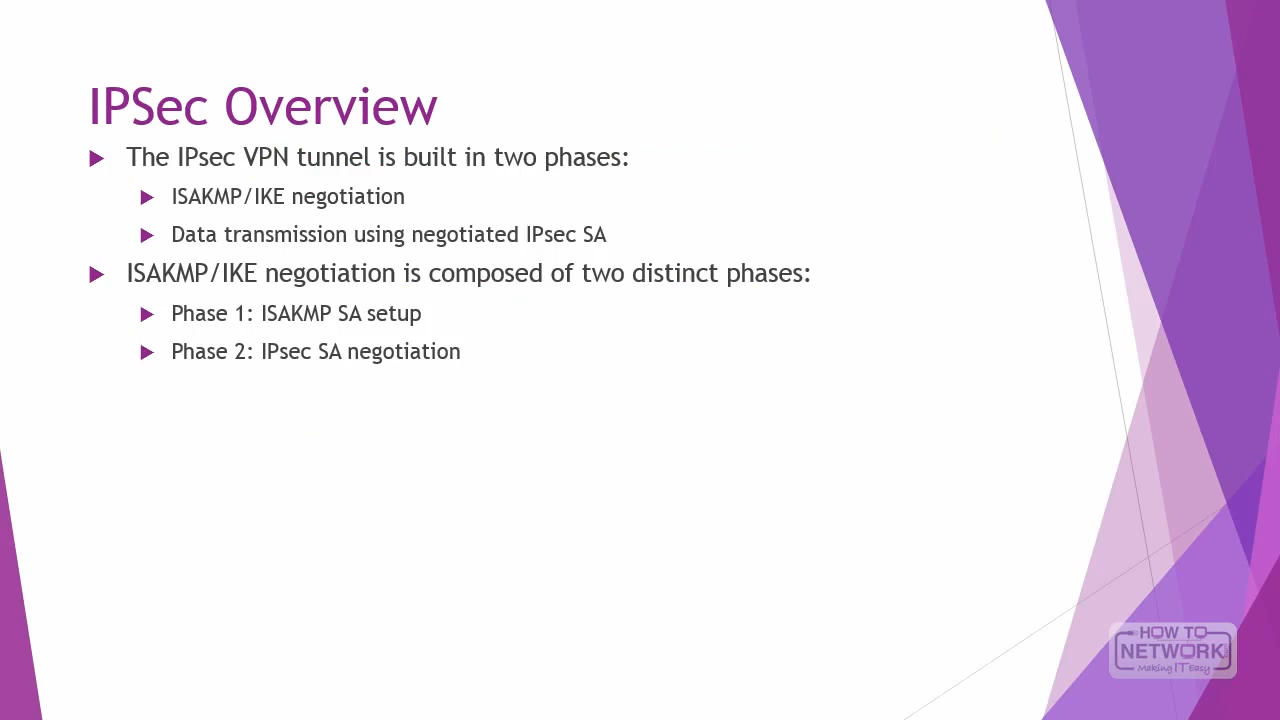 IPSec Overview
The IPsec VPN tunnel is built in two phases:
ISAKMP/IKE negotiation
Data transmission using negotiated IPsec SA
ISAKMP/IKE negotiation is composed of two distinct phases:
Phase 1: ISAKMP SA setup
Phase 2: IPsec SA negotiation
HOW TO
NETWORK
Making IT Easy